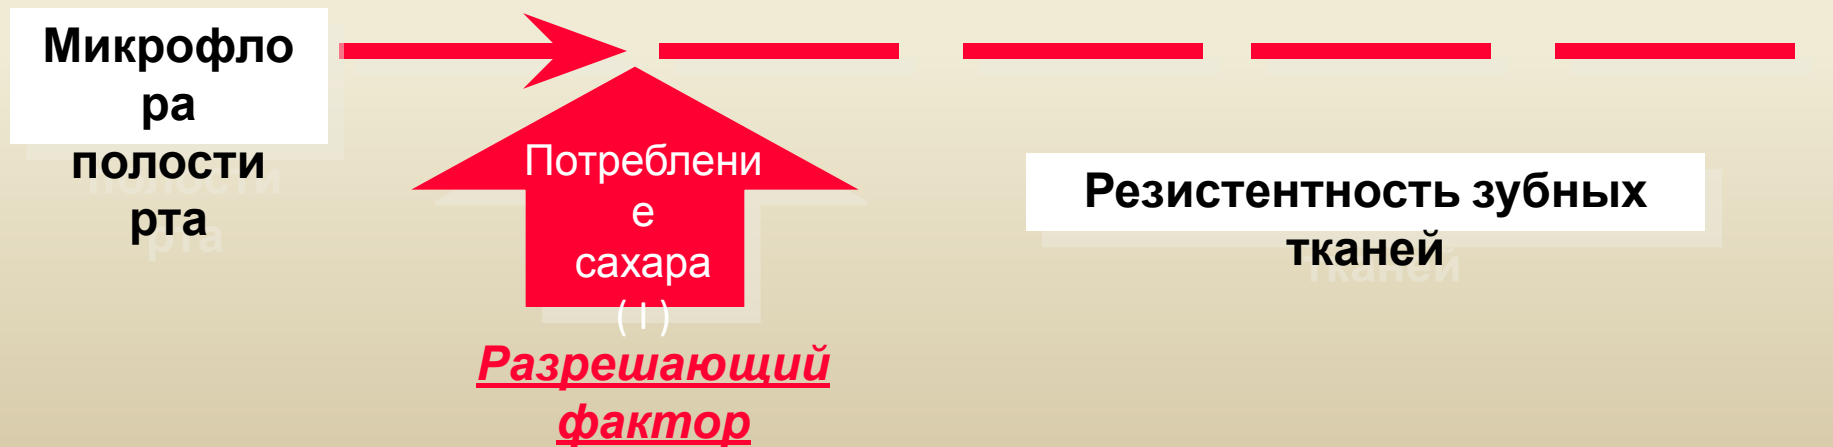 Микрофло
ра
полости
рта
Потреблени
е
сахара
( I )
Разрешающий
фактор
Резистентность зубных
тканей